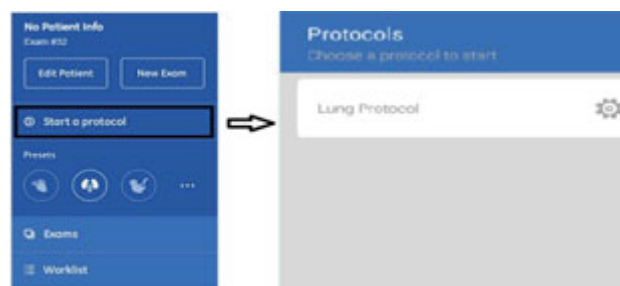 No Patient Info
Exam #32
Edit Patient
New Exam
Start a protocol
Presets
Exams
Worklist
Protocols
Choose a protocol to start
Lung Protocol